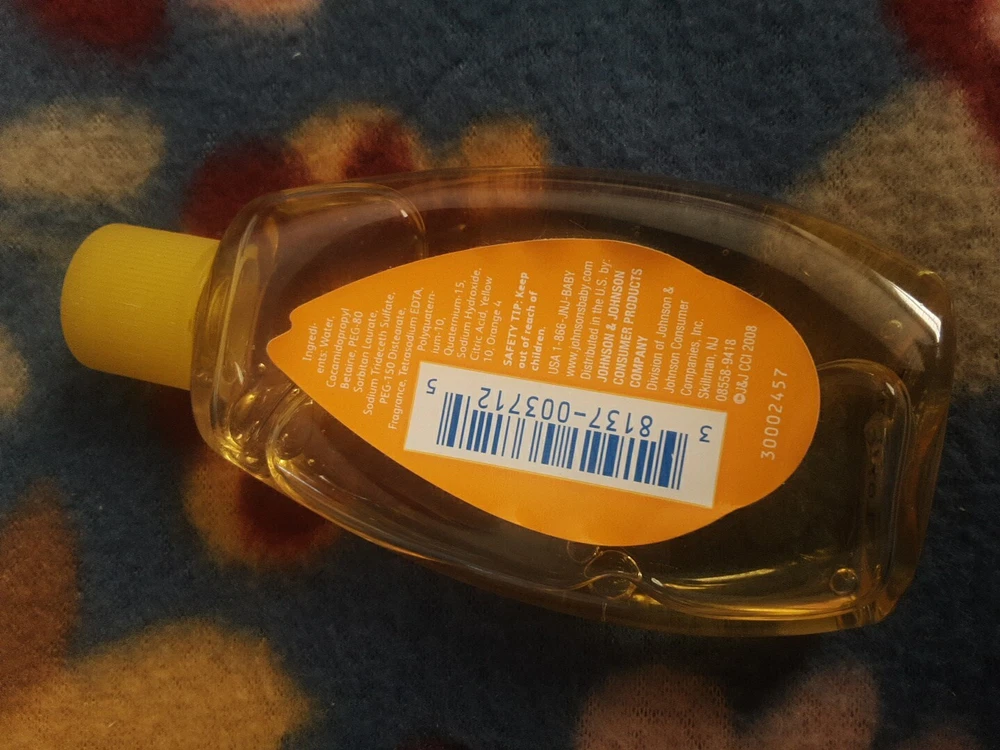 Ingredi-
ents: Water,
Cocamidopropyl
Betaine, PEG-80
Sorbitan Laurate,
Sodium Trideceth Sulfate,
PEG-150 Distearate,
Fragrance, Tetrasodium EDTA,
Polyquaternium-
ium-10,
Quaternium-15,
Sodium Hydroxide,
Citric Acid, Yellow
10, Orange 4
SAFETY TIP: Keep
out of reach of
children.
USA 1-866-JNJ-BABY
www.johnsonsbaby.com
Distributed in the U.S. by:
JOHNSON & JOHNSON
CONSUMER PRODUCTS
COMPANY
Division of Johnson &
Johnson Consumer
Companies, Inc.
Skillman, NJ
08558-9418
©J&J CCI 2008
30002457
3 8137-003712 5